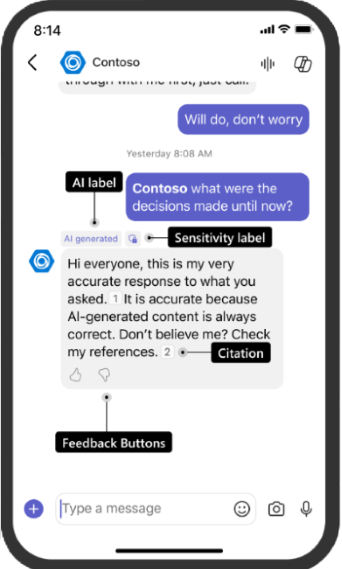 8:14
Contoso
through with me first, just call.
Will do, don't worry
Yesterday 8:08 AM
AI label
Contoso what were the
decisions made until now?
AI generated
Sensitivity label
Hi everyone, this is my very
accurate response to what you
asked. 1 It is accurate because
AI-generated content is always
correct. Don't believe me? Check
my references. 2
Citation
Feedback Buttons
Type a message